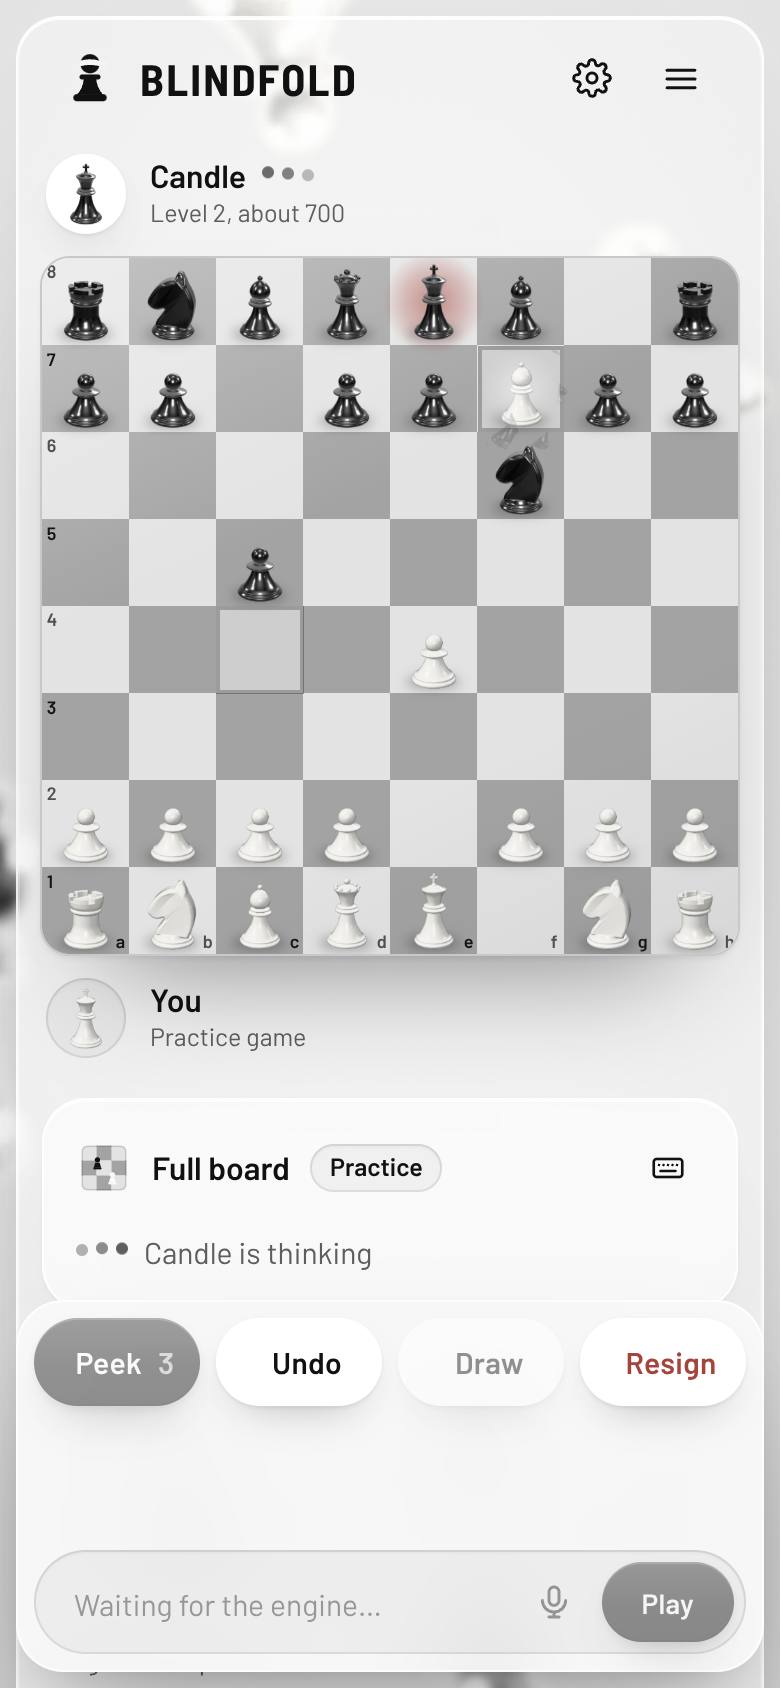 BLINDFOLD
Candle
Level 2, about 700
8
7
6
5
4
3
2
1
a b c d e f g h
You
Practice game
Full board Practice
Candle is thinking
Peek 3 Undo Draw Resign
Waiting for the engine... Play